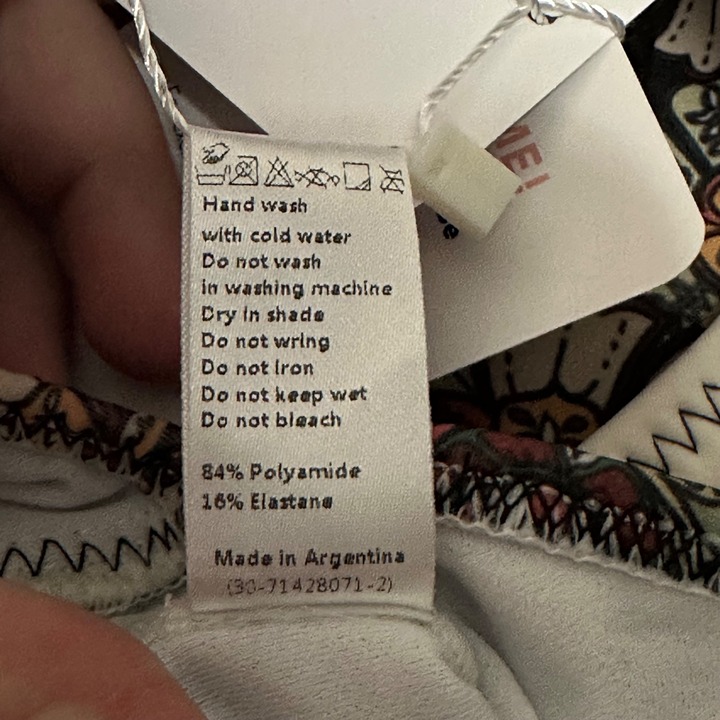 Hand wash
with cold water
Do not wash
in washing machine
Dry in shade
Do not wring
Do not iron
Do not keep wet
Do not bleach
84% Polyamide
16% Elastane
Made in Argentina
(30-71428071-2)
ME!